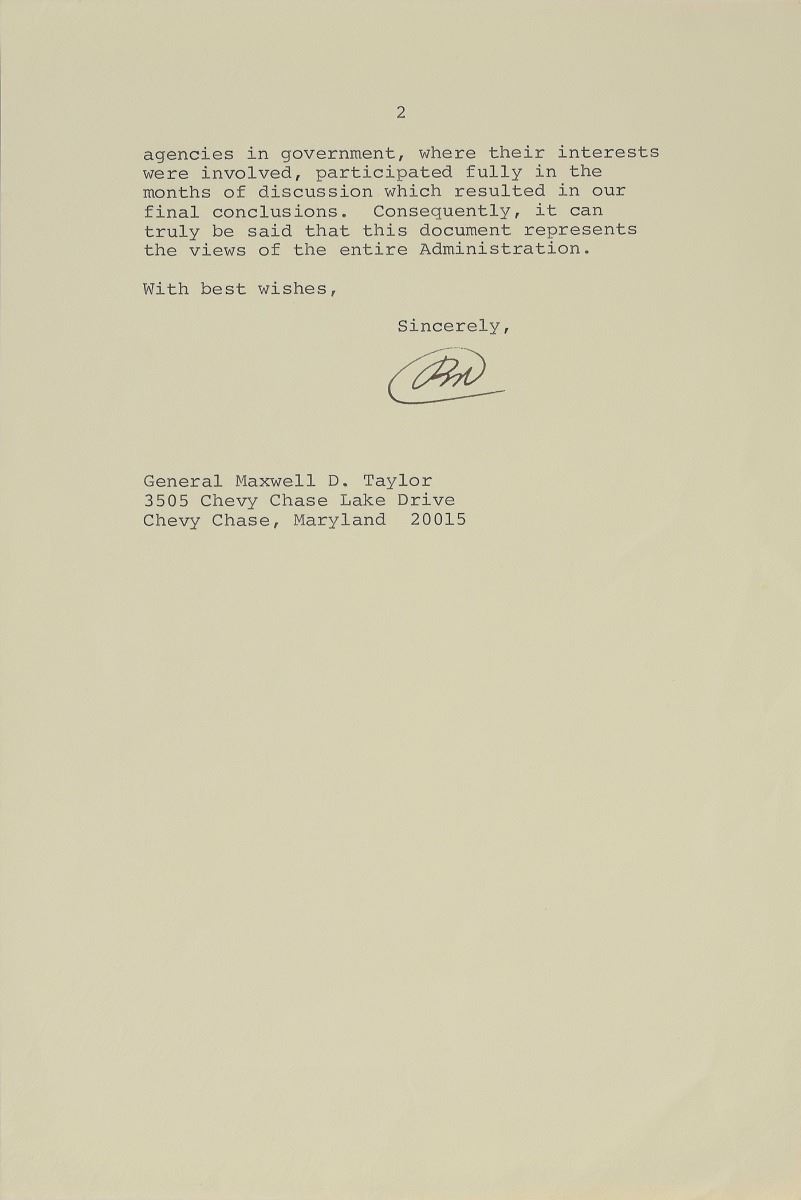 2
agencies in government, where their interests
were involved, participated fully in the
months of discussion which resulted in our
final conclusions.  Consequently, it can
truly be said that this document represents
the views of the entire Administration.
With best wishes,
Sincerely,
RN
General Maxwell D. Taylor
3505 Chevy Chase Lake Drive
Chevy Chase, Maryland  20015